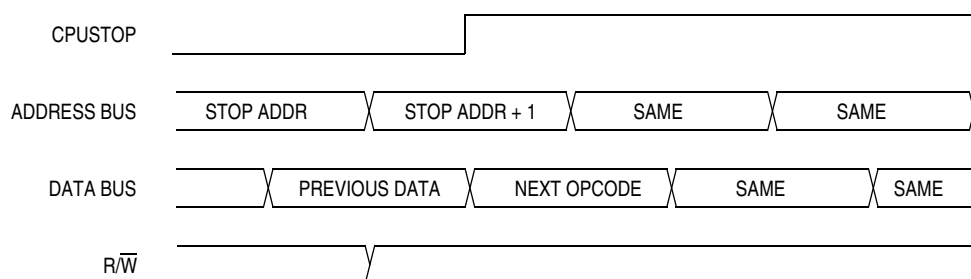 CPUSTOP
ADDRESS BUS STOP ADDR STOP ADDR + 1 SAME SAME
DATA BUS PREVIOUS DATA NEXT OPCODE SAME SAME
R/W̅